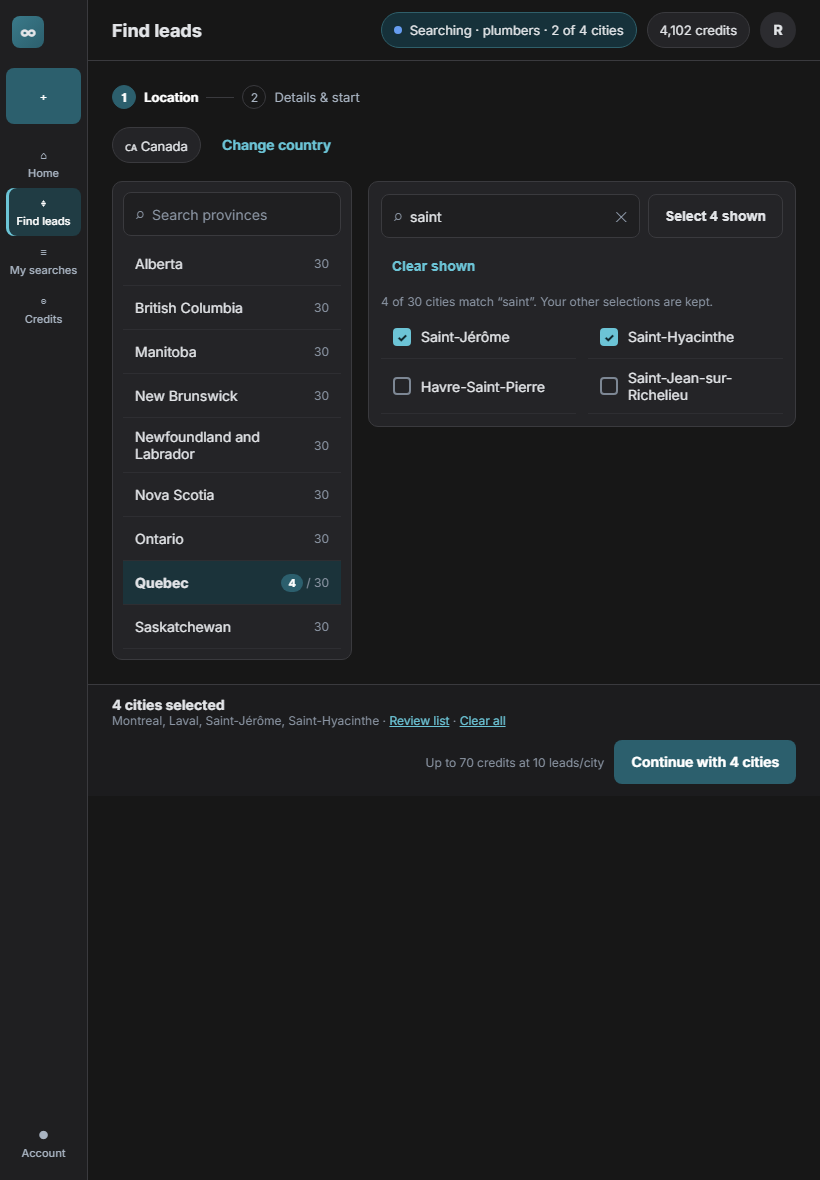 Find leads
Searching · plumbers · 2 of 4 cities
4,102 credits
R
+
Home
Find leads
My searches
Credits
Account
1 Location
2 Details & start
CA Canada
Change country
Search provinces
Alberta 30
British Columbia 30
Manitoba 30
New Brunswick 30
Newfoundland and
Labrador 30
Nova Scotia 30
Ontario 30
Quebec 4 / 30
Saskatchewan 30
saint
Select 4 shown
Clear shown
4 of 30 cities match “saint”. Your other selections are kept.
Saint-Jérôme
Saint-Hyacinthe
Havre-Saint-Pierre
Saint-Jean-sur-
Richelieu
4 cities selected
Montreal, Laval, Saint-Jérôme, Saint-Hyacinthe · Review list · Clear all
Up to 70 credits at 10 leads/city
Continue with 4 cities